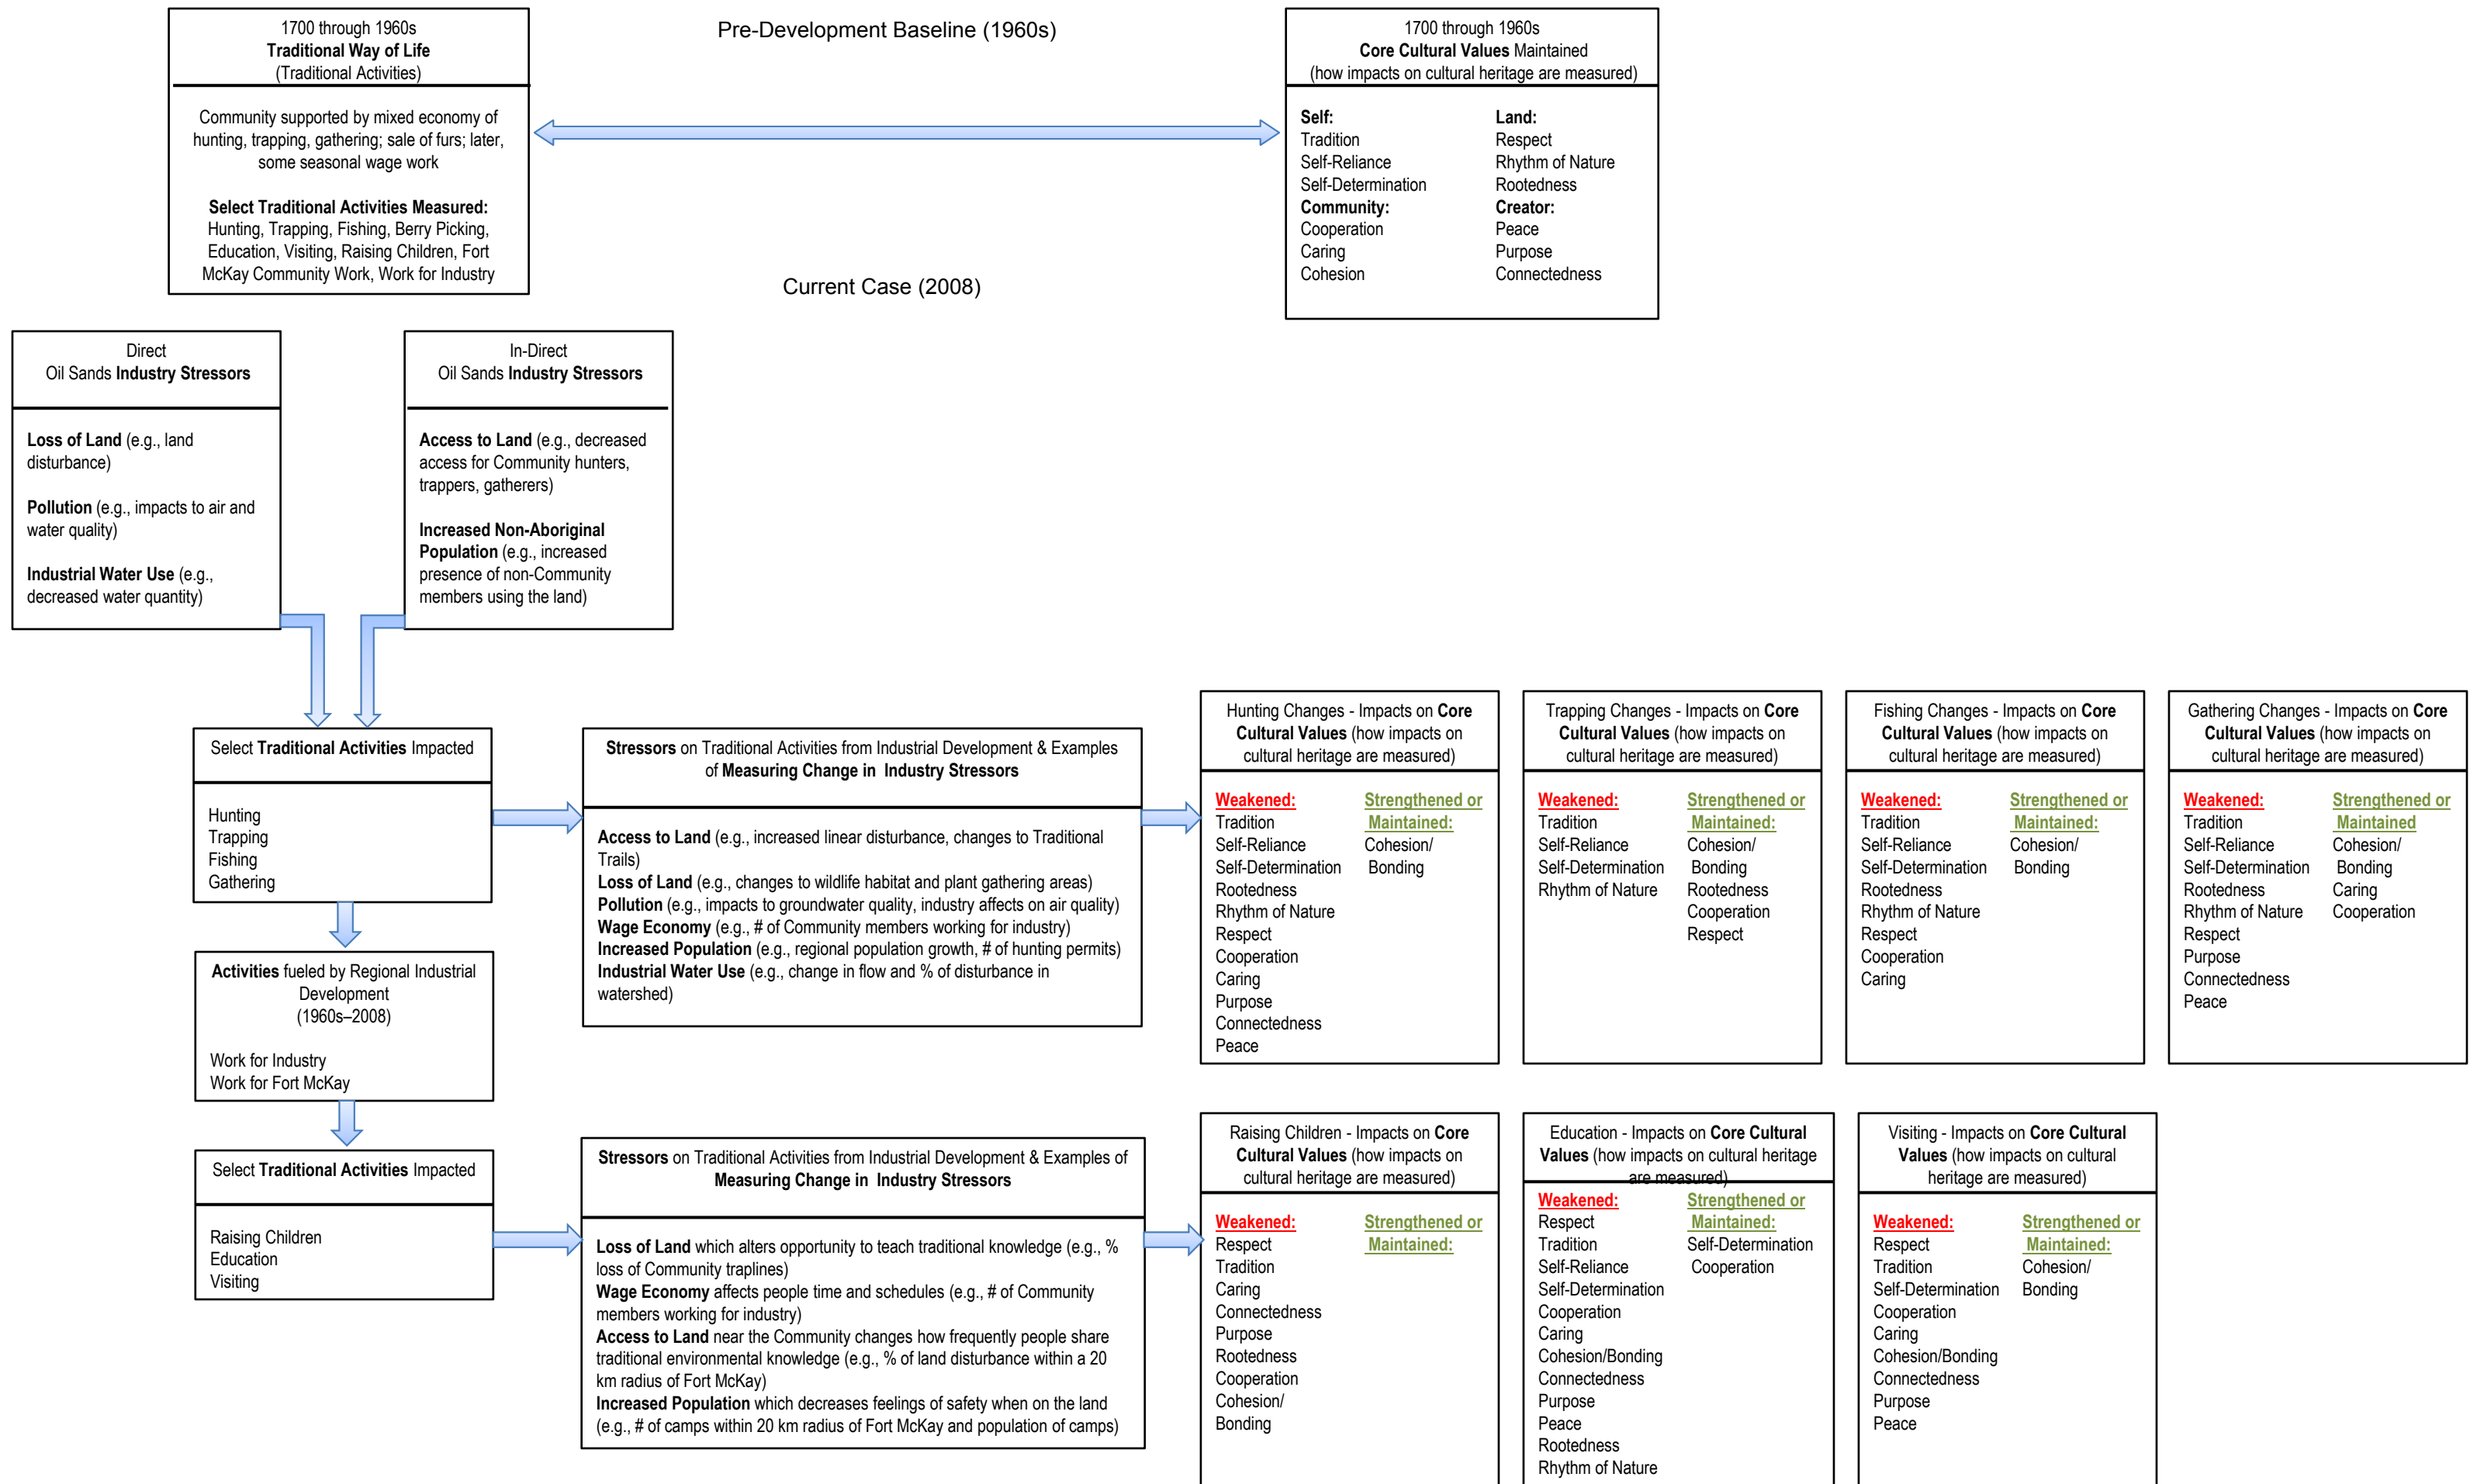 1700 through 1960s
Traditional Way of Life
(Traditional Activities)
Community supported by mixed economy of
hunting, trapping, gathering; sale of furs; later,
some seasonal wage work
Select Traditional Activities Measured:
Hunting, Trapping, Fishing, Berry Picking,
Education, Visiting, Raising Children, Fort
McKay Community Work, Work for Industry
Pre-Development Baseline (1960s)
1700 through 1960s
Core Cultural Values Maintained
(how impacts on cultural heritage are measured)
Self:
Tradition
Self-Reliance
Self-Determination
Community:
Cooperation
Caring
Cohesion
Land:
Respect
Rhythm of Nature
Rootedness
Creator:
Peace
Purpose
Connectedness
Current Case (2008)
Direct
Oil Sands Industry Stressors
Loss of Land (e.g., land
disturbance)
Pollution (e.g., impacts to air and
water quality)
Industrial Water Use (e.g.,
decreased water quantity)
In-Direct
Oil Sands Industry Stressors
Access to Land (e.g., decreased
access for Community hunters,
trappers, gatherers)
Increased Non-Aboriginal
Population (e.g., increased
presence of non-Community
members using the land)
Select Traditional Activities Impacted
Hunting
Trapping
Fishing
Gathering
Stressors on Traditional Activities from Industrial Development & Examples
of Measuring Change in Industry Stressors
Access to Land (e.g., increased linear disturbance, changes to Traditional
Trails)
Loss of Land (e.g., changes to wildlife habitat and plant gathering areas)
Pollution (e.g., impacts to groundwater quality, industry affects on air quality)
Wage Economy (e.g., # of Community members working for industry)
Increased Population (e.g., regional population growth, # of hunting permits)
Industrial Water Use (e.g., change in flow and % of disturbance in
watershed)
Hunting Changes - Impacts on Core
Cultural Values (how impacts on
cultural heritage are measured)
Weakened:
Tradition
Self-Reliance
Self-Determination
Rootedness
Rhythm of Nature
Respect
Cooperation
Caring
Purpose
Connectedness
Peace
Strengthened or
Maintained:
Cohesion/
Bonding
Trapping Changes - Impacts on Core
Cultural Values (how impacts on
cultural heritage are measured)
Weakened:
Tradition
Self-Reliance
Self-Determination
Rhythm of Nature
Strengthened or
Maintained:
Cohesion/
Bonding
Rootedness
Cooperation
Respect
Fishing Changes - Impacts on Core
Cultural Values (how impacts on
cultural heritage are measured)
Weakened:
Tradition
Self-Reliance
Self-Determination
Rootedness
Rhythm of Nature
Respect
Cooperation
Caring
Strengthened or
Maintained:
Cohesion/
Bonding
Gathering Changes - Impacts on Core
Cultural Values (how impacts on
cultural heritage are measured)
Weakened:
Tradition
Self-Reliance
Self-Determination
Rootedness
Rhythm of Nature
Respect
Purpose
Connectedness
Peace
Strengthened or
Maintained
Cohesion/
Bonding
Caring
Cooperation
Activities fueled by Regional Industrial
Development
(1960s–2008)
Work for Industry
Work for Fort McKay
Select Traditional Activities Impacted
Raising Children
Education
Visiting
Stressors on Traditional Activities from Industrial Development & Examples of
Measuring Change in Industry Stressors
Loss of Land which alters opportunity to teach traditional knowledge (e.g., %
loss of Community traplines)
Wage Economy affects people time and schedules (e.g., # of Community
members working for industry)
Access to Land near the Community changes how frequently people share
traditional environmental knowledge (e.g., % of land disturbance within a 20
km radius of Fort McKay)
Increased Population which decreases feelings of safety when on the land
(e.g., # of camps within 20 km radius of Fort McKay and population of camps)
Raising Children - Impacts on Core
Cultural Values (how impacts on
cultural heritage are measured)
Weakened:
Respect
Tradition
Caring
Connectedness
Purpose
Rootedness
Cooperation
Cohesion/
Bonding
Strengthened or
Maintained:
Education - Impacts on Core Cultural
Values (how impacts on cultural heritage
are measured)
Weakened:
Respect
Tradition
Self-Reliance
Self-Determination
Cooperation
Caring
Cohesion/Bonding
Connectedness
Purpose
Peace
Rootedness
Rhythm of Nature
Strengthened or
Maintained:
Self-Determination
Cooperation
Visiting - Impacts on Core Cultural
Values (how impacts on cultural
heritage are measured)
Weakened:
Respect
Tradition
Self-Determination
Cooperation
Caring
Cohesion/Bonding
Connectedness
Purpose
Peace
Strengthened or
Maintained:
Cohesion/
Bonding